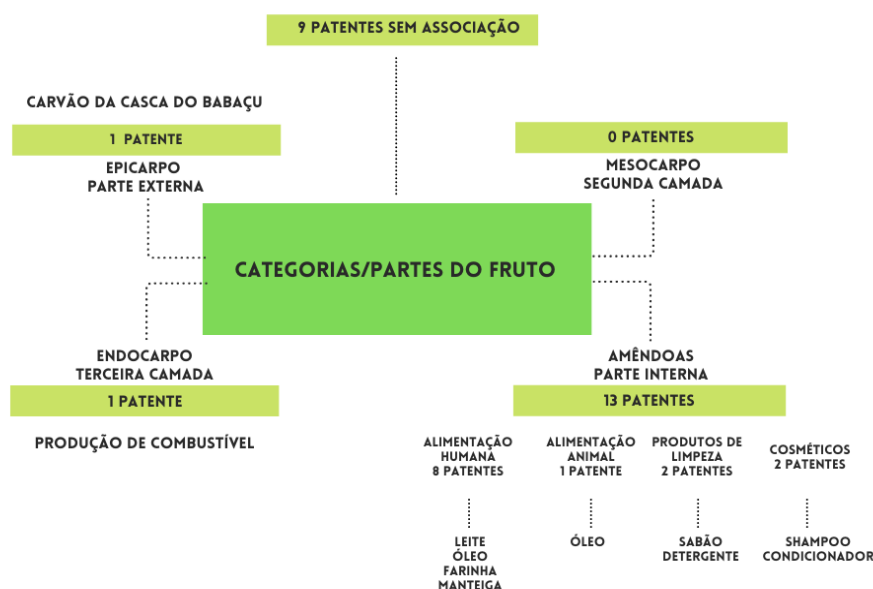 9 PATENTES SEM ASSOCIAÇÃO
CARVÃO DA CASCA DO BABAÇU
1 PATENTE
EPICARPO
PARTE EXTERNA
0 PATENTES
MESOCARPO
SEGUNDA CAMADA
CATEGORIAS/PARTES DO FRUTO
ENDOCARPO
TERCEIRA CAMADA
1 PATENTE
PRODUÇÃO DE COMBUSTÍVEL
AMÊNDOAS
PARTE INTERNA
13 PATENTES
ALIMENTAÇÃO
HUMANA
8 PATENTES
LEITE
ÓLEO
FARINHA
MANTEIGA
ALIMENTAÇÃO
ANIMAL
1 PATENTE
ÓLEO
PRODUTOS DE
LIMPEZA
2 PATENTES
SABÃO
DETERGENTE
COSMÉTICOS
2 PATENTES
SHAMPOO
CONDICIONADOR